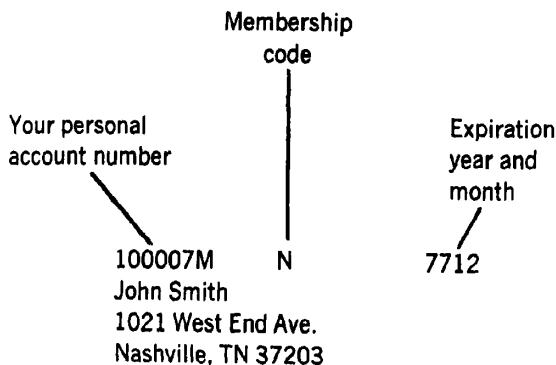 Membership
code
Your personal
account number
Expiration
year and
month
100007M N 7712
John Smith
1021 West End Ave.
Nashville, TN 37203